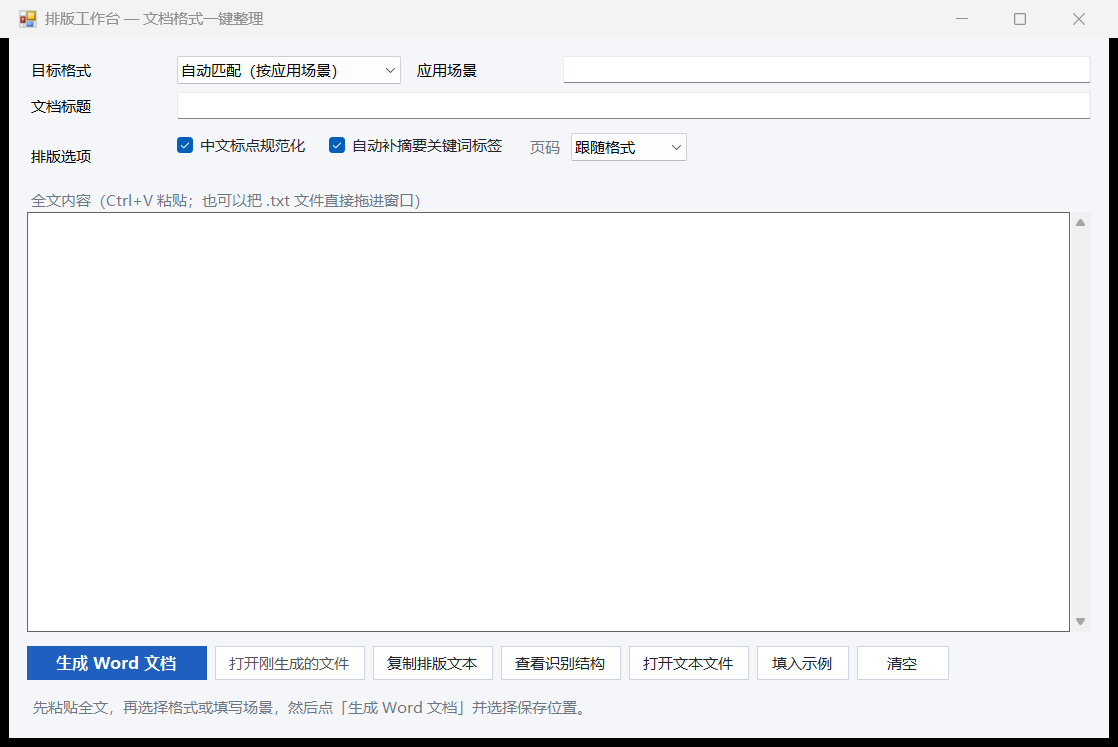 排版工作台 — 文档格式一键整理
目标格式 自动匹配（按应用场景） 应用场景
文档标题
排版选项 中文标点规范化 自动补摘要关键词标签 页码 跟随格式
全文内容（Ctrl+V 粘贴；也可以把 .txt 文件直接拖进窗口）
生成 Word 文档 打开刚生成的文件 复制排版文本 查看识别结构 打开文本文件 填入示例 清空
先粘贴全文，再选择格式或填写场景，然后点「生成 Word 文档」并选择保存位置。